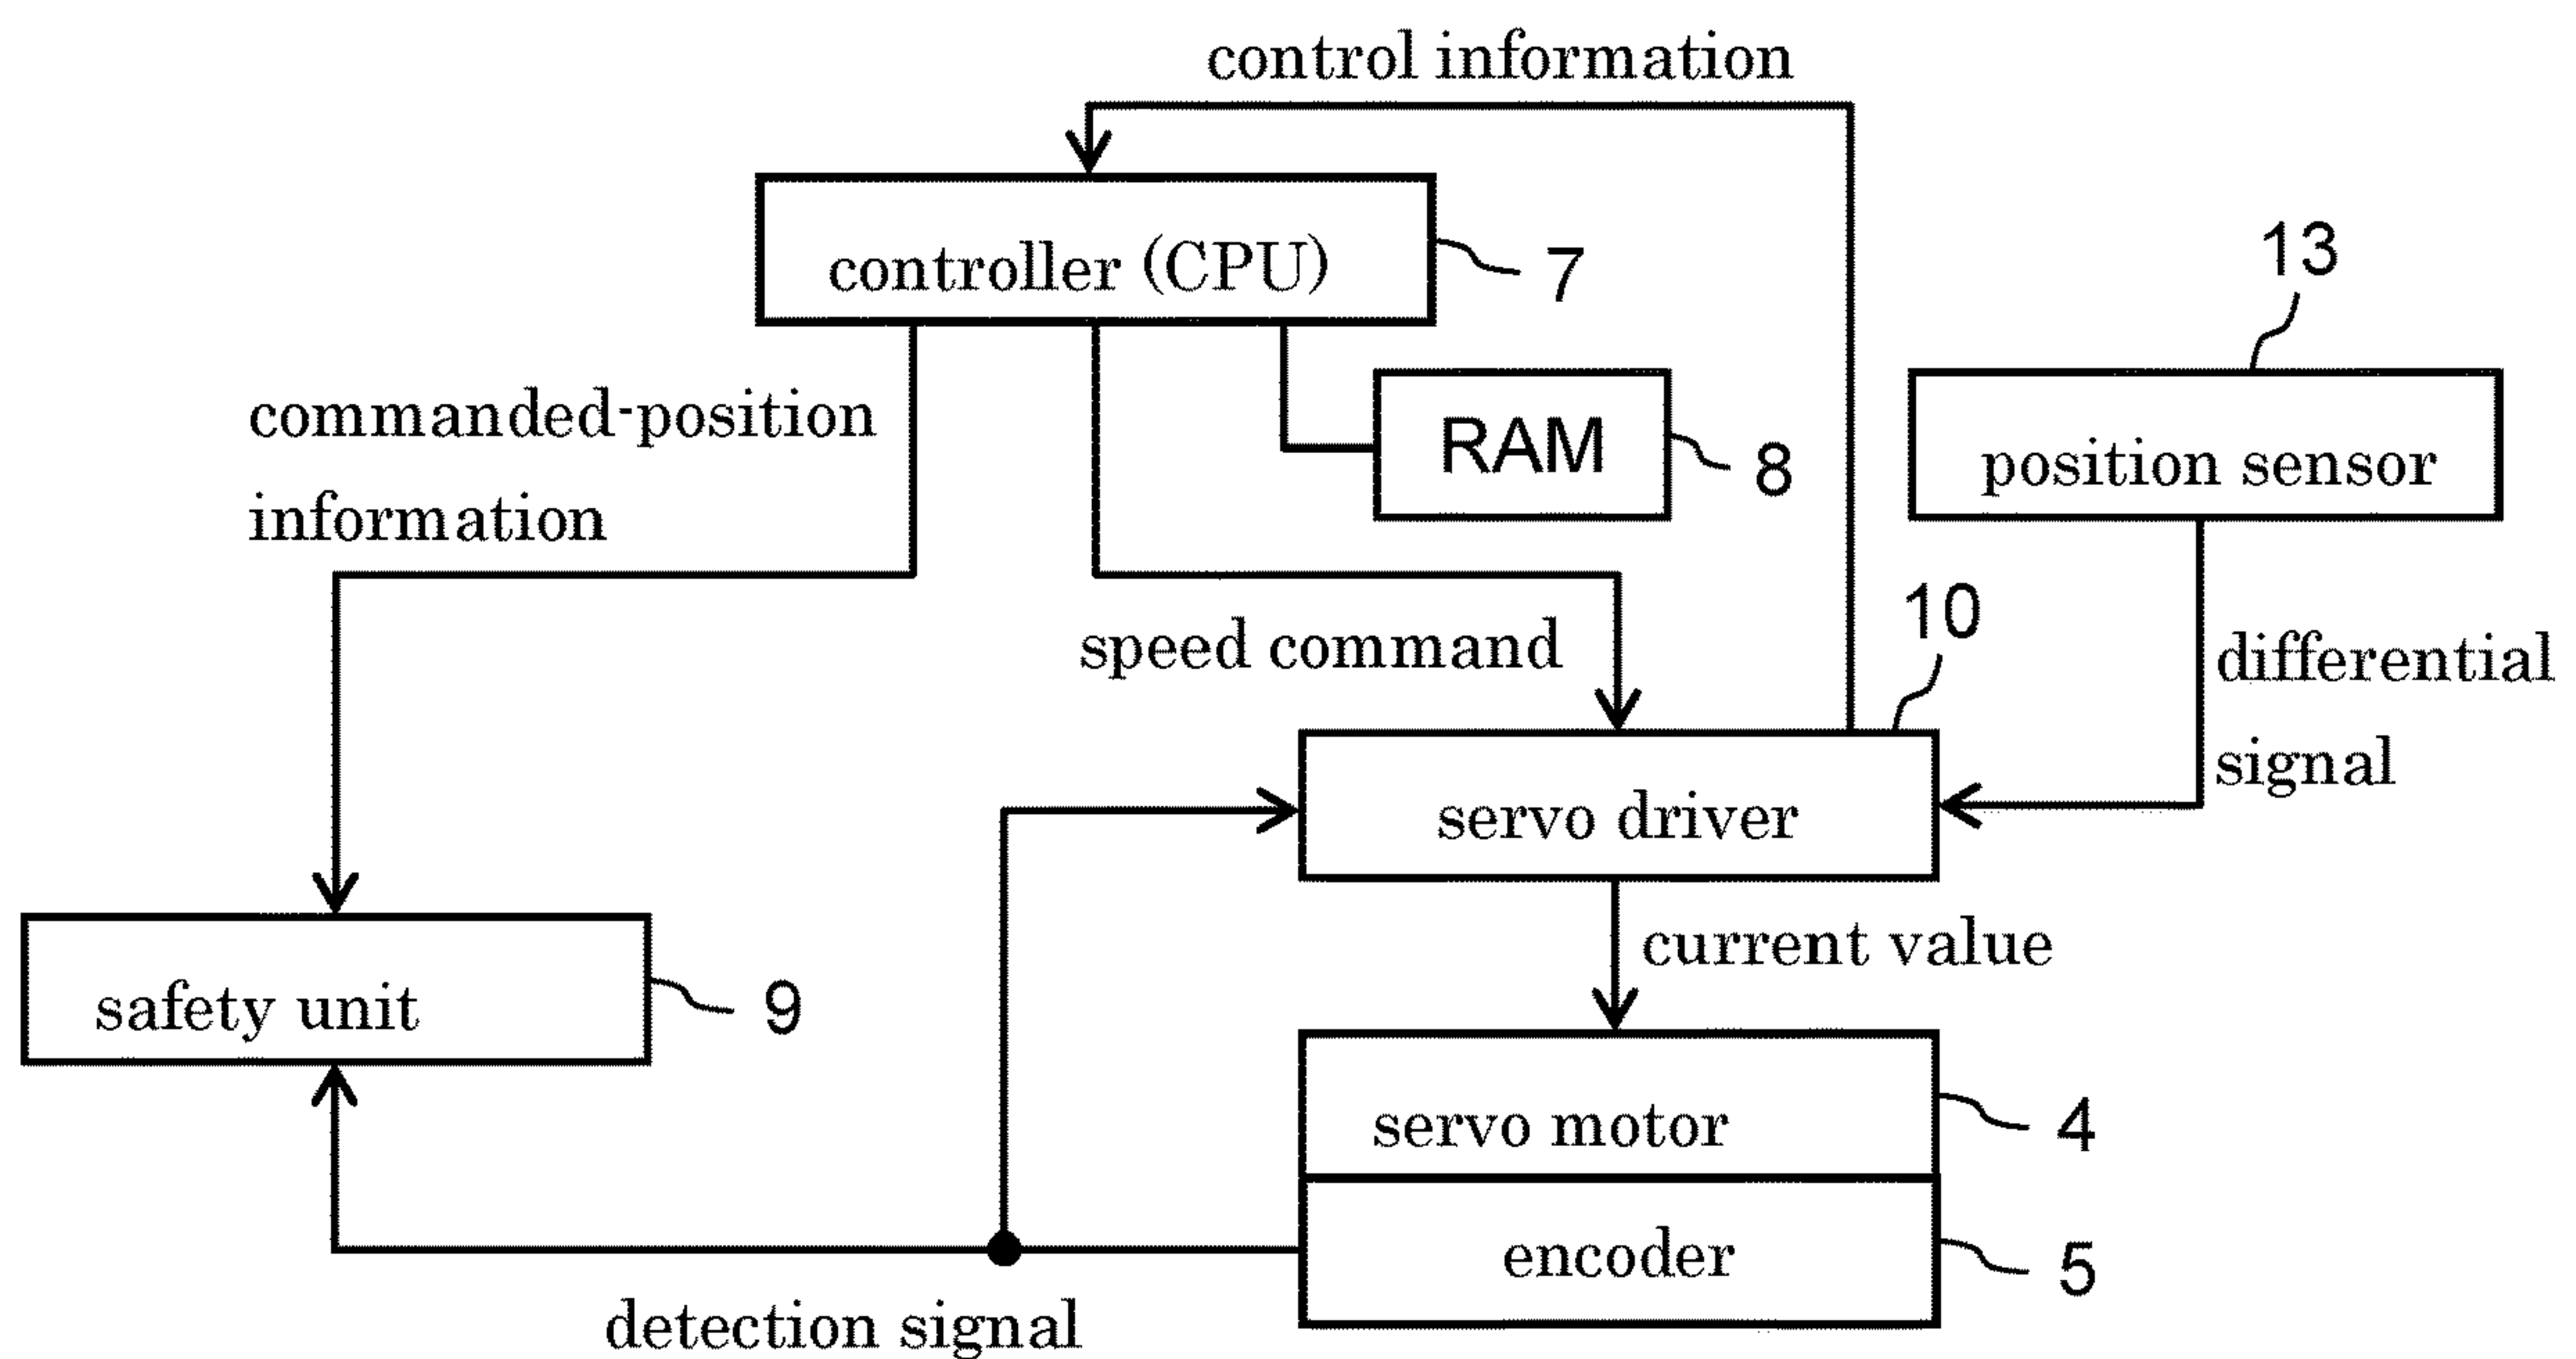 control information
controller (CPU)
7
13
commanded-position
information
RAM
8
position sensor
speed command
10
differential
signal
servo driver
current value
safety unit
9
servo motor
4
encoder
5
detection signal